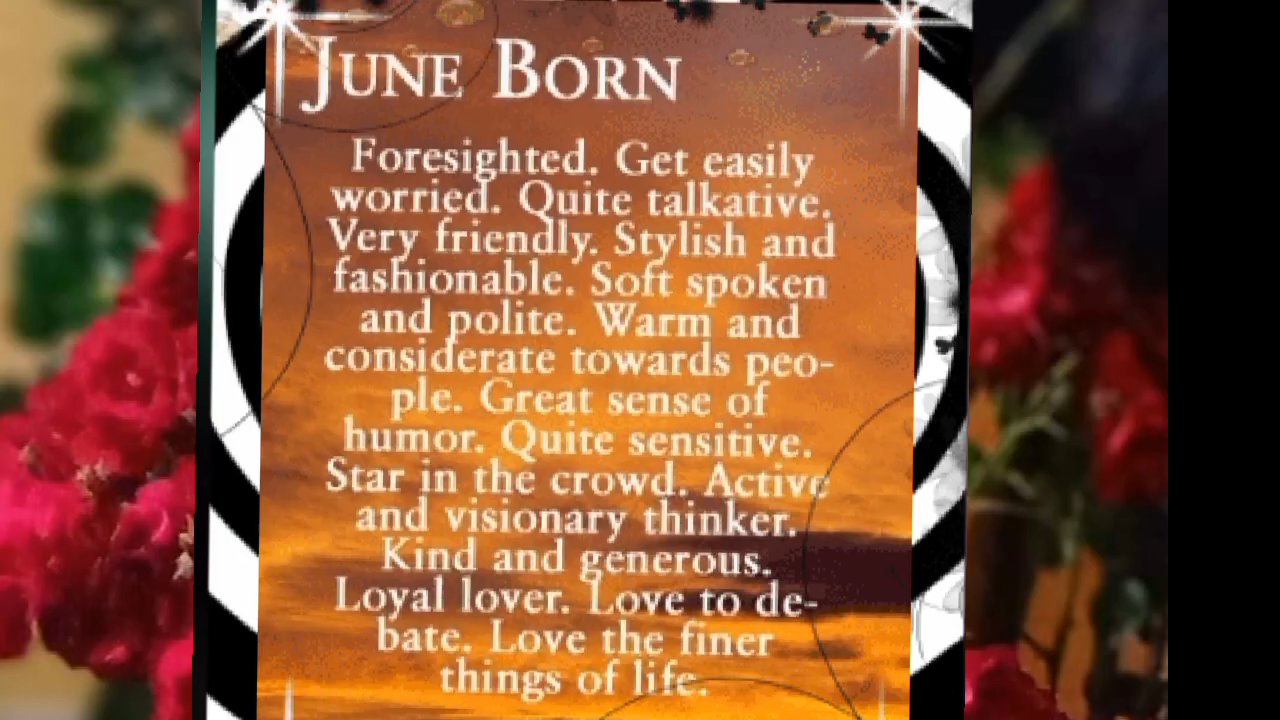 June Born
Foresighted. Get easily
worried. Quite talkative.
Very friendly. Stylish and
fashionable. Soft spoken
and polite. Warm and
considerate towards peo-
ple. Great sense of
humor. Quite sensitive.
Star in the crowd. Active
and visionary thinker.
Kind and generous.
Loyal lover. Love to de-
bate. Love the finer
things of life.